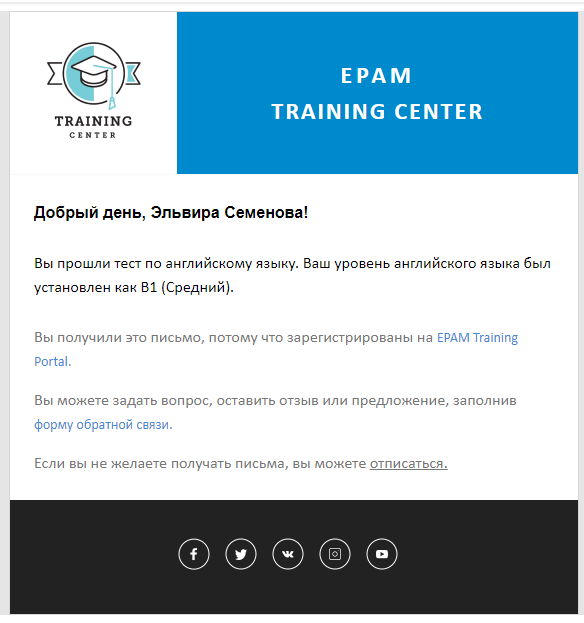 TRAINING
CENTER
EPAM
TRAINING CENTER
Добрый день, Эльвира Семенова!
Вы прошли тест по английскому языку. Ваш уровень английского языка был
установлен как B1 (Средний).
Вы получили это письмо, потому что зарегистрированы на EPAM Training
Portal.
Вы можете задать вопрос, оставить отзыв или предложение, заполнив
форму обратной связи.
Если вы не желаете получать письма, вы можете отписаться.